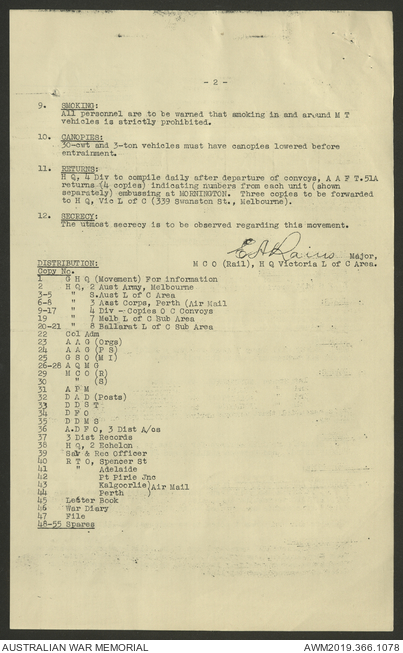 - 2 -
9. SMOKING:
All personnel are to be warned that smoking in and around M T
vehicles is strictly prohibited.
10. CANOPIES:
30-cwt and 3-ton vehicles must have canopies lowered before
entrainment.
11. RETURNS:
H Q, 4 Div to compile daily after departure of convoys, A A F T.51A
returns (4 copies) indicating numbers from each unit (shown
separately) embussing at MORNINGTON. Three copies to be forwarded
to H Q, Vic L of C (339 Swanston St., Melbourne).
12. SECRECY:
The utmost secrecy is to be observed regarding this movement.
Major,
M C O (Rail), H Q Victoria L of C Area.
DISTRIBUTION:
Copy No.
1 G H Q (Movement) For information
2 H Q, 2 Aust Army, Melbourne
3-5 " S.Aust L of C Area
6-8 " 3 Aust Corps, Perth (Air Mail
9-17 " 4 Div - Copies O C Convoys
19 " 7 Melb L of C Sub Area
20-21 " 8 Ballarat L of C Sub Area
22 Col Adm
23 A A G (Orgs)
24 A A G (P S)
25 G S O (M I)
26-28 A Q M G
29 M C O (R)
30 " (S)
31 A P M
32 D A D (Posts)
33 D D S T
34 D F O
35 D D M S
36 A.D F O, 3 Dist A/cs
37 3 Dist Records
38 H Q, 2 Echelon
39 Sal & Rec Officer
40 R T O, Spencer St
41 " Adelaide
42 Pt Pirie Jnc
43 Kalgoorlie)Air Mail
44 Perth )
45 Letter Book
46 War Diary
47 File
48-55 Spares
AUSTRALIAN WAR MEMORIAL
AWM2019.366.1078